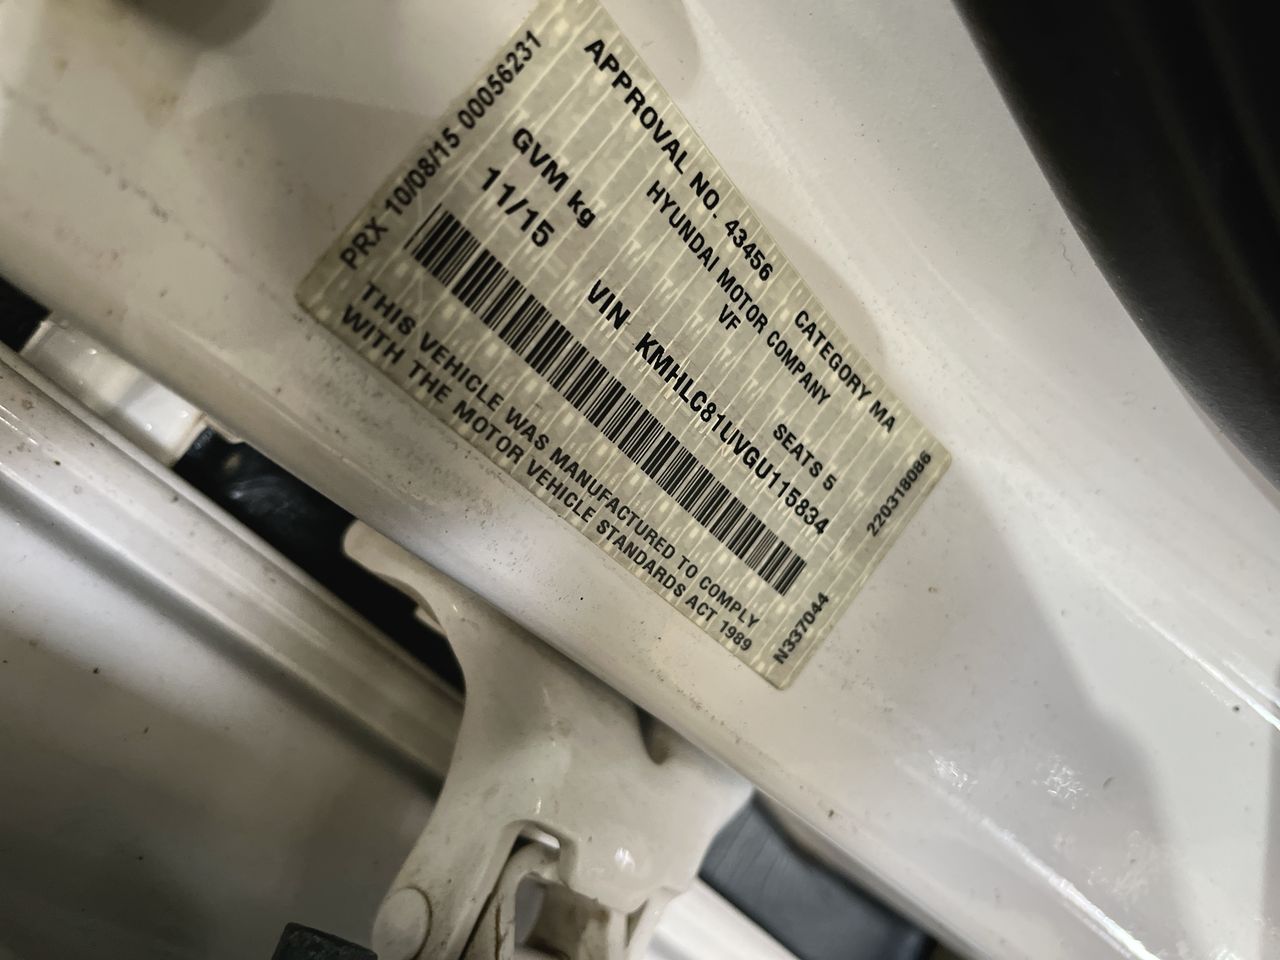 APPROVAL NO. 43456 CATEGORY MA
HYUNDAI MOTOR COMPANY
VF
GVM kg SEATS 5
11/15 VIN KMHLC81UVGU115834
THIS VEHICLE WAS MANUFACTURED TO COMPLY
WITH THE MOTOR VEHICLE STANDARDS ACT 1989
PRX 10/08/15 00056231
220318086
N337044